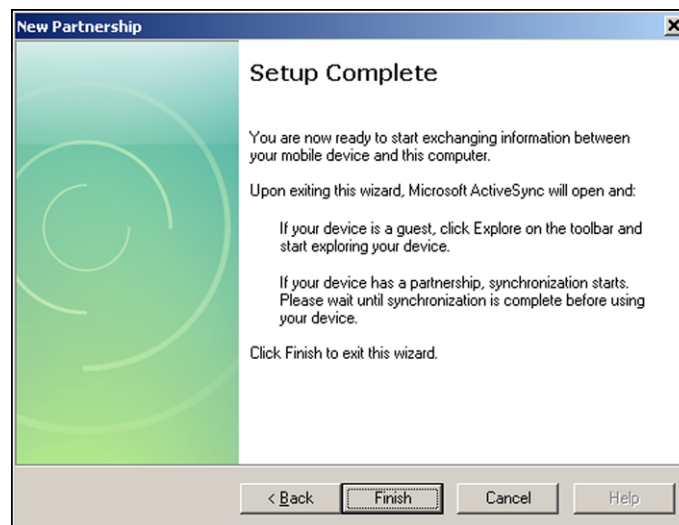 New Partnership
Setup Complete
You are now ready to start exchanging information between
your mobile device and this computer.
Upon exiting this wizard, Microsoft ActiveSync will open and:
If your device is a guest, click Explore on the toolbar and
start exploring your device.
If your device has a partnership, synchronization starts.
Please wait until synchronization is complete before using
your device.
Click Finish to exit this wizard.
< Back Finish Cancel Help